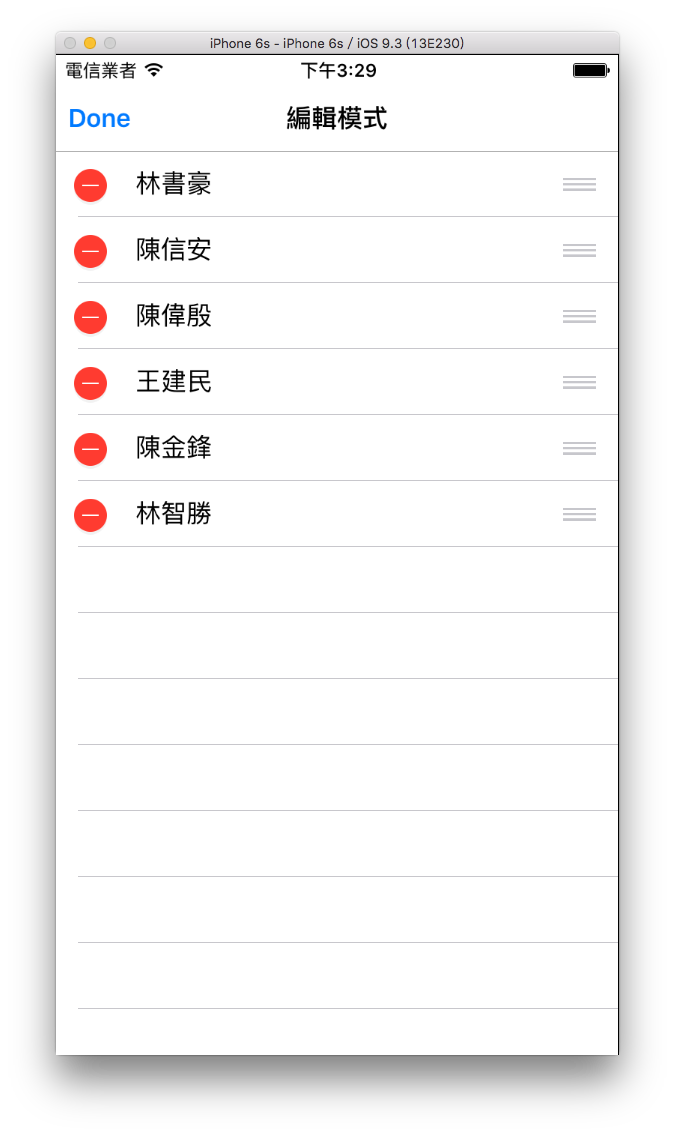 iPhone 6s - iPhone 6s / iOS 9.3 (13E230)
電信業者 下午3:29
Done 編輯模式
林書豪
陳信安
陳偉殷
王建民
陳金鋒
林智勝